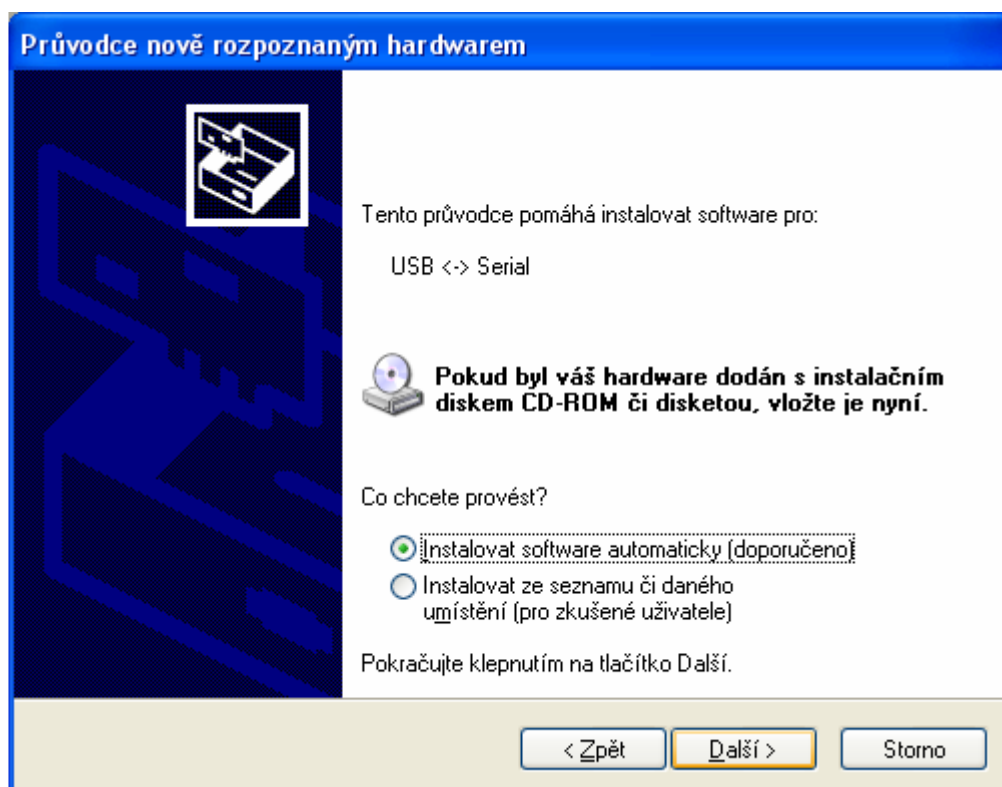 Průvodce nově rozpoznaným hardwarem
Tento průvodce pomáhá instalovat software pro:
USB <-> Serial
Pokud byl váš hardware dodán s instalačním
diskem CD-ROM či disketou, vložte je nyní.
Co chcete provést?
Instalovat software automaticky (doporučeno)
Instalovat ze seznamu či daného
umístění (pro zkušené uživatele)
Pokračujte klepnutím na tlačítko Další.
< Zpět
Další >
Storno